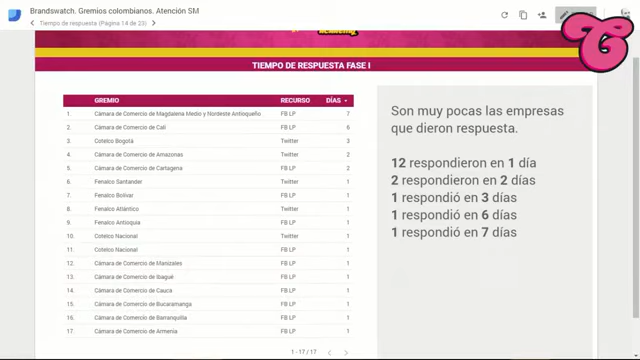 Brandswatch. Gremios colombianos. Atención SM
Tiempo de respuesta (Pagina 14 de 23)
TIEMPO DE RESPUESTA FASE I
GREMIO RECURSO DÍAS
1. Cámara de Comercio de Magdalena Medio y Nordeste Antioqueño FB LP 7
2. Cámara de Comercio de Cali FB LP 6
3. Cotelco Bogotá Twitter 3
4. Cámara de Comercio de Amazonas Twitter 2
5. Cámara de Comercio de Cartagena FB LP 2
6. Fenalco Santander Twitter 1
7. Fenalco Bolívar FB LP 1
8. Fenalco Atlántico Twitter 1
9. Fenalco Antioquia FB LP 1
10. Cotelco Nacional Twitter 1
11. Cotelco Nacional FB LP 1
12. Cámara de Comercio de Manizales FB LP 1
13. Cámara de Comercio de Ibagué FB LP 1
14. Cámara de Comercio de Cauca FB LP 1
15. Cámara de Comercio de Bucaramanga FB LP 1
16. Cámara de Comercio de Barranquilla FB LP 1
17. Cámara de Comercio de Armenia FB LP 1
1 - 17 / 17
Son muy pocas las empresas
que dieron respuesta.
12 respondieron en 1 día
2 respondieron en 2 días
1 respondió en 3 días
1 respondió en 6 días
1 respondió en 7 días